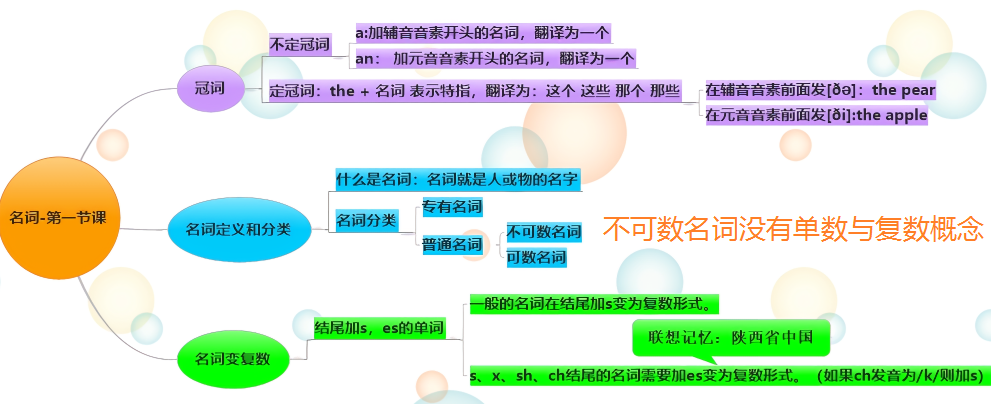 名词-第一节课
冠词
不定冠词
a:加辅音音素开头的名词，翻译为一个
an： 加元音音素开头的名词，翻译为一个
定冠词：the + 名词 表示特指，翻译为：这个 这些 那个 那些
在辅音音素前面发[ðə]：the pear
在元音音素前面发[ði]:the apple
名词定义和分类
什么是名词：名词就是人或物的名字
名词分类
专有名词
普通名词
不可数名词
可数名词
不可数名词没有单数与复数概念
名词变复数
结尾加s，es的单词
一般的名词在结尾加s变为复数形式。
联想记忆：陕西省中国
s、x、sh、ch结尾的名词需要加es变为复数形式。（如果ch发音为/k/则加s）